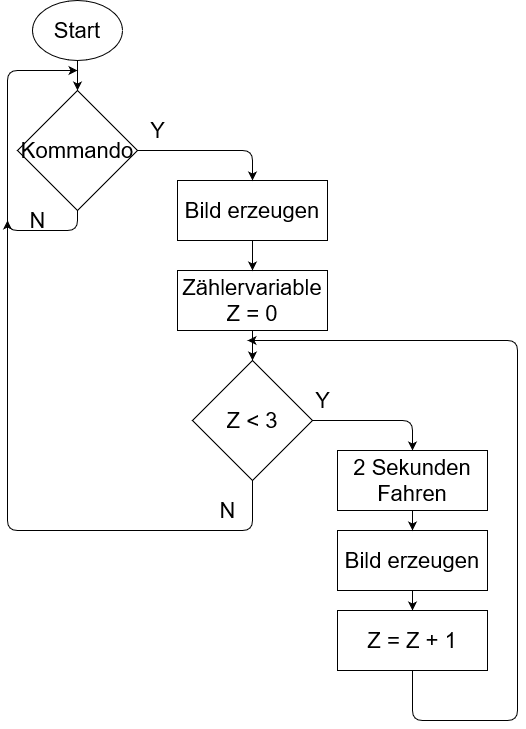 Start
Kommando
Y
N
Bild erzeugen
Zählervariable
Z = 0
Z < 3
Y
N
2 Sekunden
Fahren
Bild erzeugen
Z = Z + 1